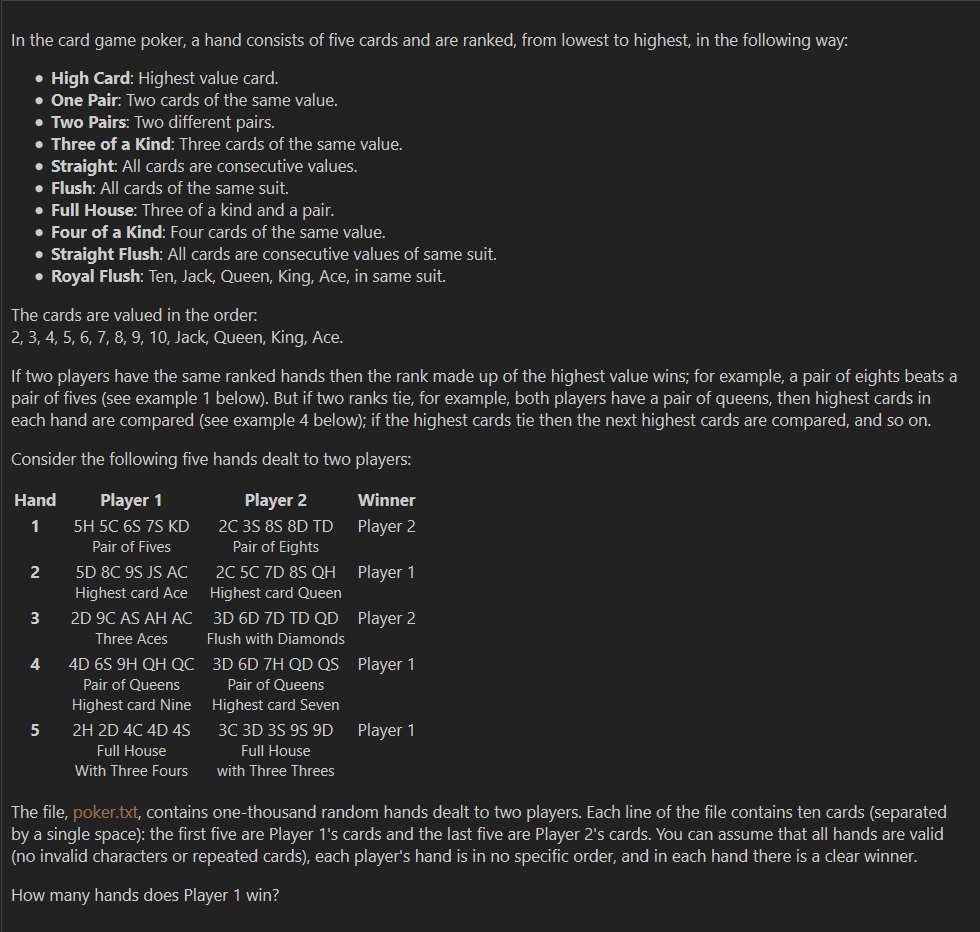 In the card game poker, a hand consists of five cards and are ranked, from lowest to highest, in the following way:
• High Card: Highest value card.
• One Pair: Two cards of the same value.
• Two Pairs: Two different pairs.
• Three of a Kind: Three cards of the same value.
• Straight: All cards are consecutive values.
• Flush: All cards of the same suit.
• Full House: Three of a kind and a pair.
• Four of a Kind: Four cards of the same value.
• Straight Flush: All cards are consecutive values of same suit.
• Royal Flush: Ten, Jack, Queen, King, Ace, in same suit.
The cards are valued in the order:
2, 3, 4, 5, 6, 7, 8, 9, 10, Jack, Queen, King, Ace.
If two players have the same ranked hands then the rank made up of the highest value wins; for example, a pair of eights beats a
pair of fives (see example 1 below). But if two ranks tie, for example, both players have a pair of queens, then highest cards in
each hand are compared (see example 4 below); if the highest cards tie then the next highest cards are compared, and so on.
Consider the following five hands dealt to two players:
Hand Player 1 Player 2 Winner
1 5H 5C 6S 7S KD 2C 3S 8S 8D TD Player 2
Pair of Fives Pair of Eights
2 5D 8C 9S JS AC 2C 5C 7D 8S QH Player 1
Highest card Ace Highest card Queen
3 2D 9C AS AH AC 3D 6D 7D TD QD Player 2
Three Aces Flush with Diamonds
4 4D 6S 9H QH QC 3D 6D 7H QD QS Player 1
Pair of Queens Pair of Queens
Highest card Nine Highest card Seven
5 2H 2D 4C 4D 4S 3C 3D 3S 9S 9D Player 1
Full House Full House
With Three Fours with Three Threes
The file, poker.txt, contains one-thousand random hands dealt to two players. Each line of the file contains ten cards (separated
by a single space): the first five are Player 1's cards and the last five are Player 2's cards. You can assume that all hands are valid
(no invalid characters or repeated cards), each player's hand is in no specific order, and in each hand there is a clear winner.
How many hands does Player 1 win?